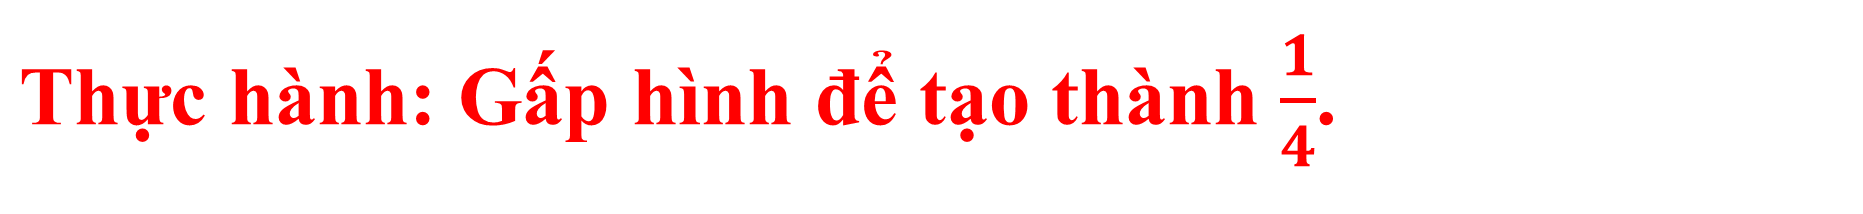 Thực hành: Gấp hình để tạo thành 1/4.